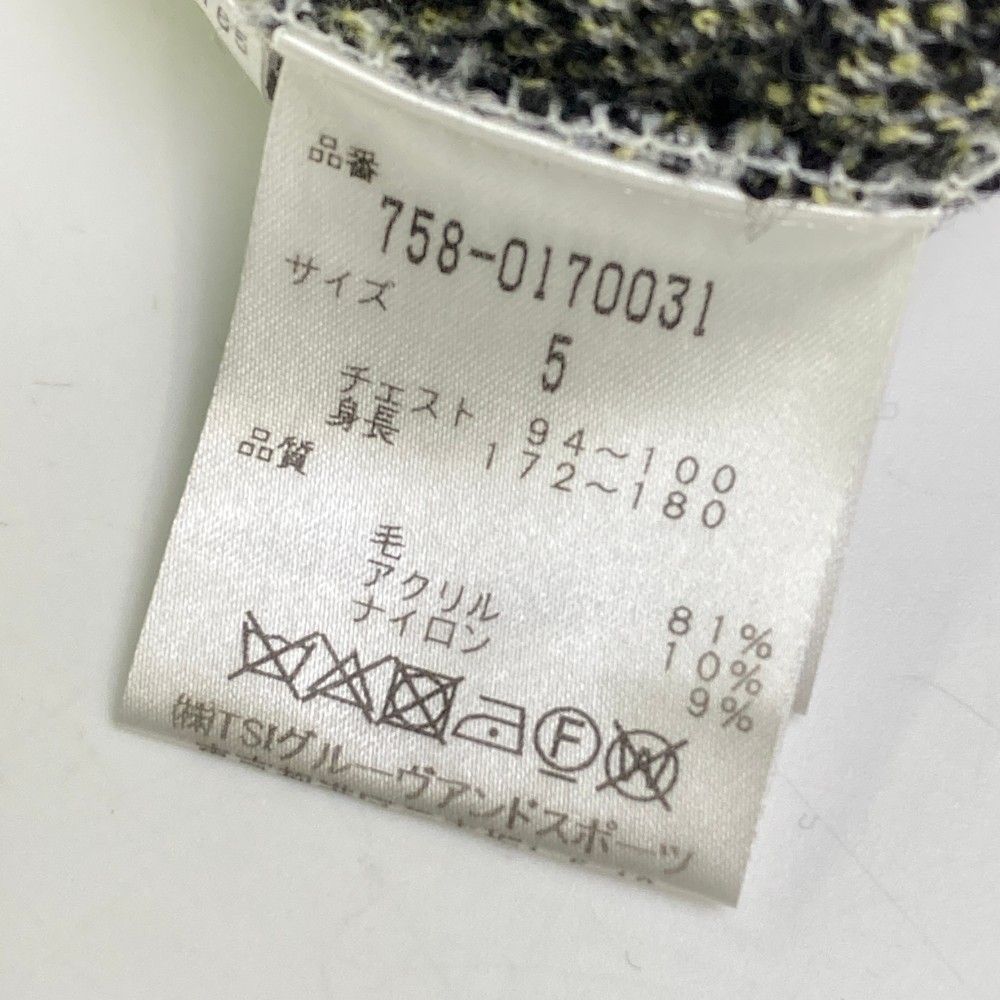 品番
758-0170031
サイズ
5
チェスト 94〜100
身長 172〜180
品質
毛 81%
アクリル 10%
ナイロン 9%
F
W
(株)TSIグルーヴアンドスポーツ